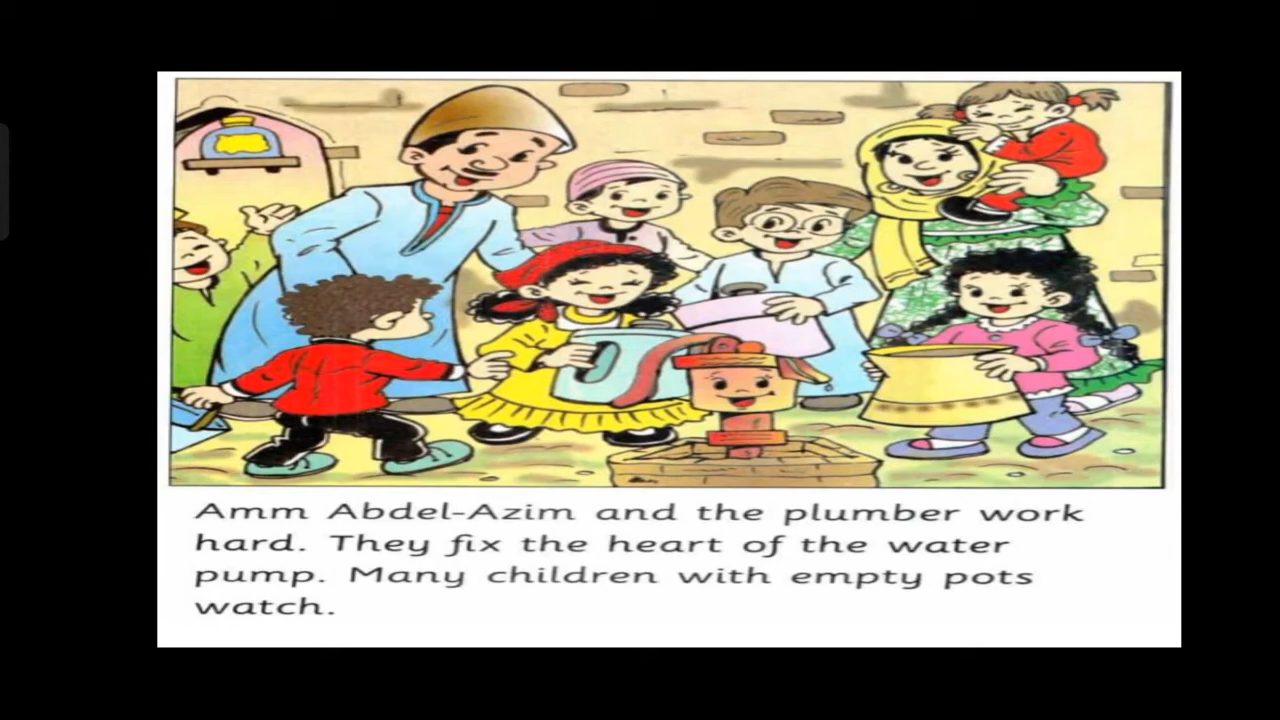 Amm Abdel-Azim and the plumber work
hard. They fix the heart of the water
pump. Many children with empty pots
watch.